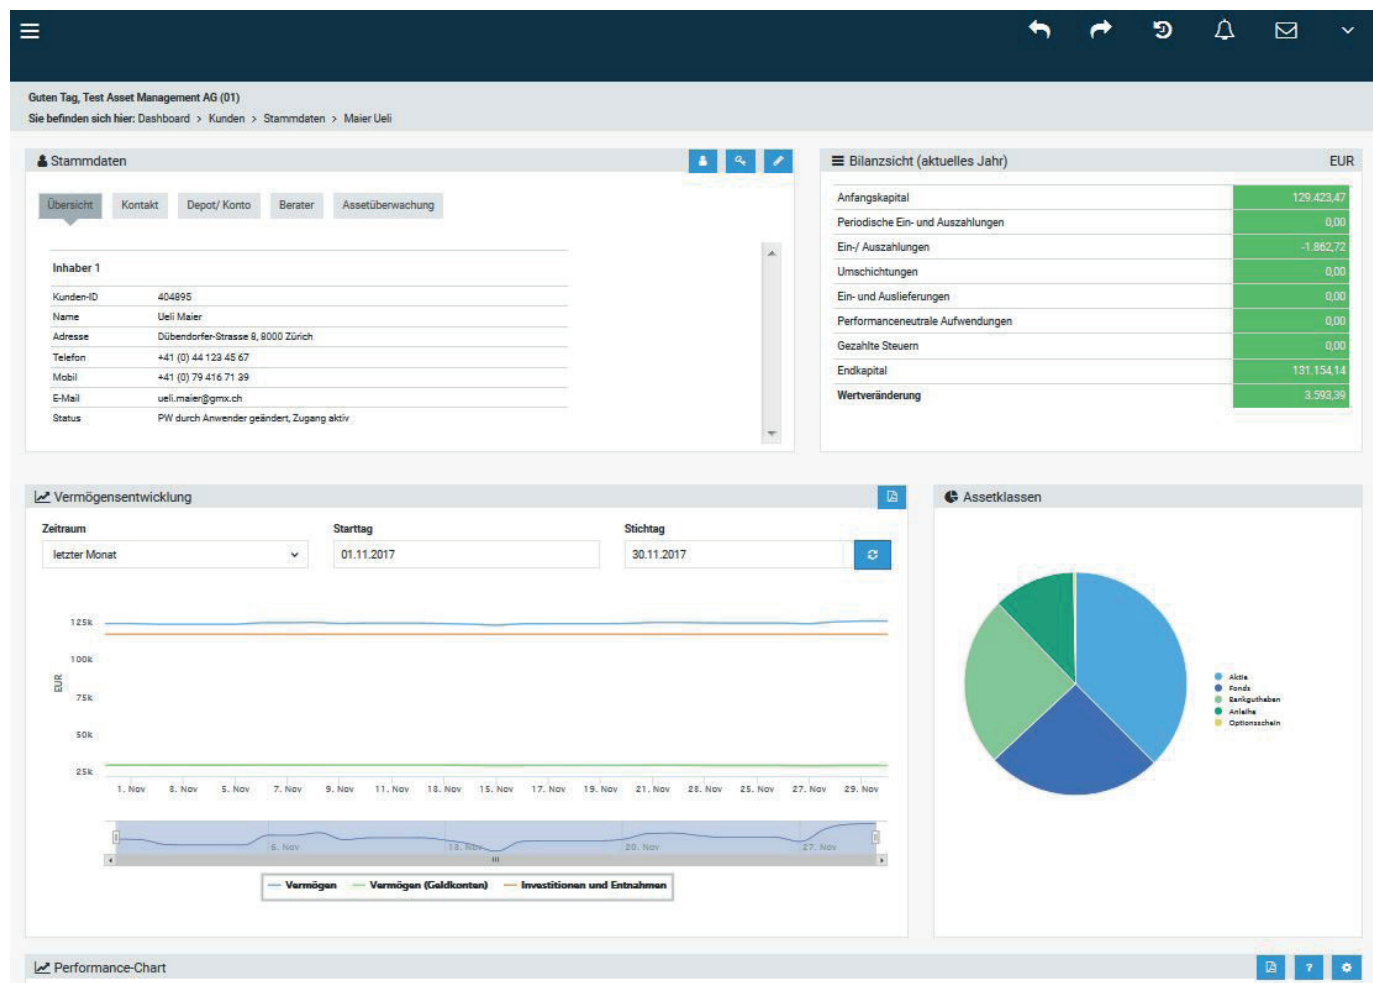 Guten Tag, Test Asset Management AG (01)
Sie befinden sich hier: Dashboard > Kunden > Stammdaten > Maier Ueli
Stammdaten
Übersicht Kontakt Depot/ Konto Berater Assetüberwachung
Inhaber 1
Kunden-ID 404895
Name Ueli Maier
Adresse Dübendorfer-Strasse 8, 8000 Zürich
Telefon +41 (0) 44 123 45 67
Mobil +41 (0) 79 416 71 39
E-Mail ueli.maier@gmx.ch
Status PW durch Anwender geändert, Zugang aktiv
Bilanzsicht (aktuelles Jahr) EUR
Anfangskapital 129.423,47
Periodische Ein- und Auszahlungen 0,00
Ein-/ Auszahlungen -1.862,72
Umschichtungen 0,00
Ein- und Auslieferungen 0,00
Performanceneutrale Aufwendungen 0,00
Gezahlte Steuern 0,00
Endkapital 131.154,14
Wertveränderung 3.593,39
Vermögensentwicklung
Zeitraum Starttag Stichtag
letzter Monat 01.11.2017 30.11.2017
125k
100k
75k
50k
25k
EUR
1. Nov 3. Nov 5. Nov 7. Nov 9. Nov 11. Nov 13. Nov 15. Nov 17. Nov 19. Nov 21. Nov 23. Nov 25. Nov 27. Nov 29. Nov
6. Nov 13. Nov 20. Nov 27. Nov
Vermögen Vermögen (Geldkonten) Investitionen und Entnahmen
Assetklassen
Aktie
Fonds
Bankguthaben
Anleihe
Optionsschein
Performance-Chart
?